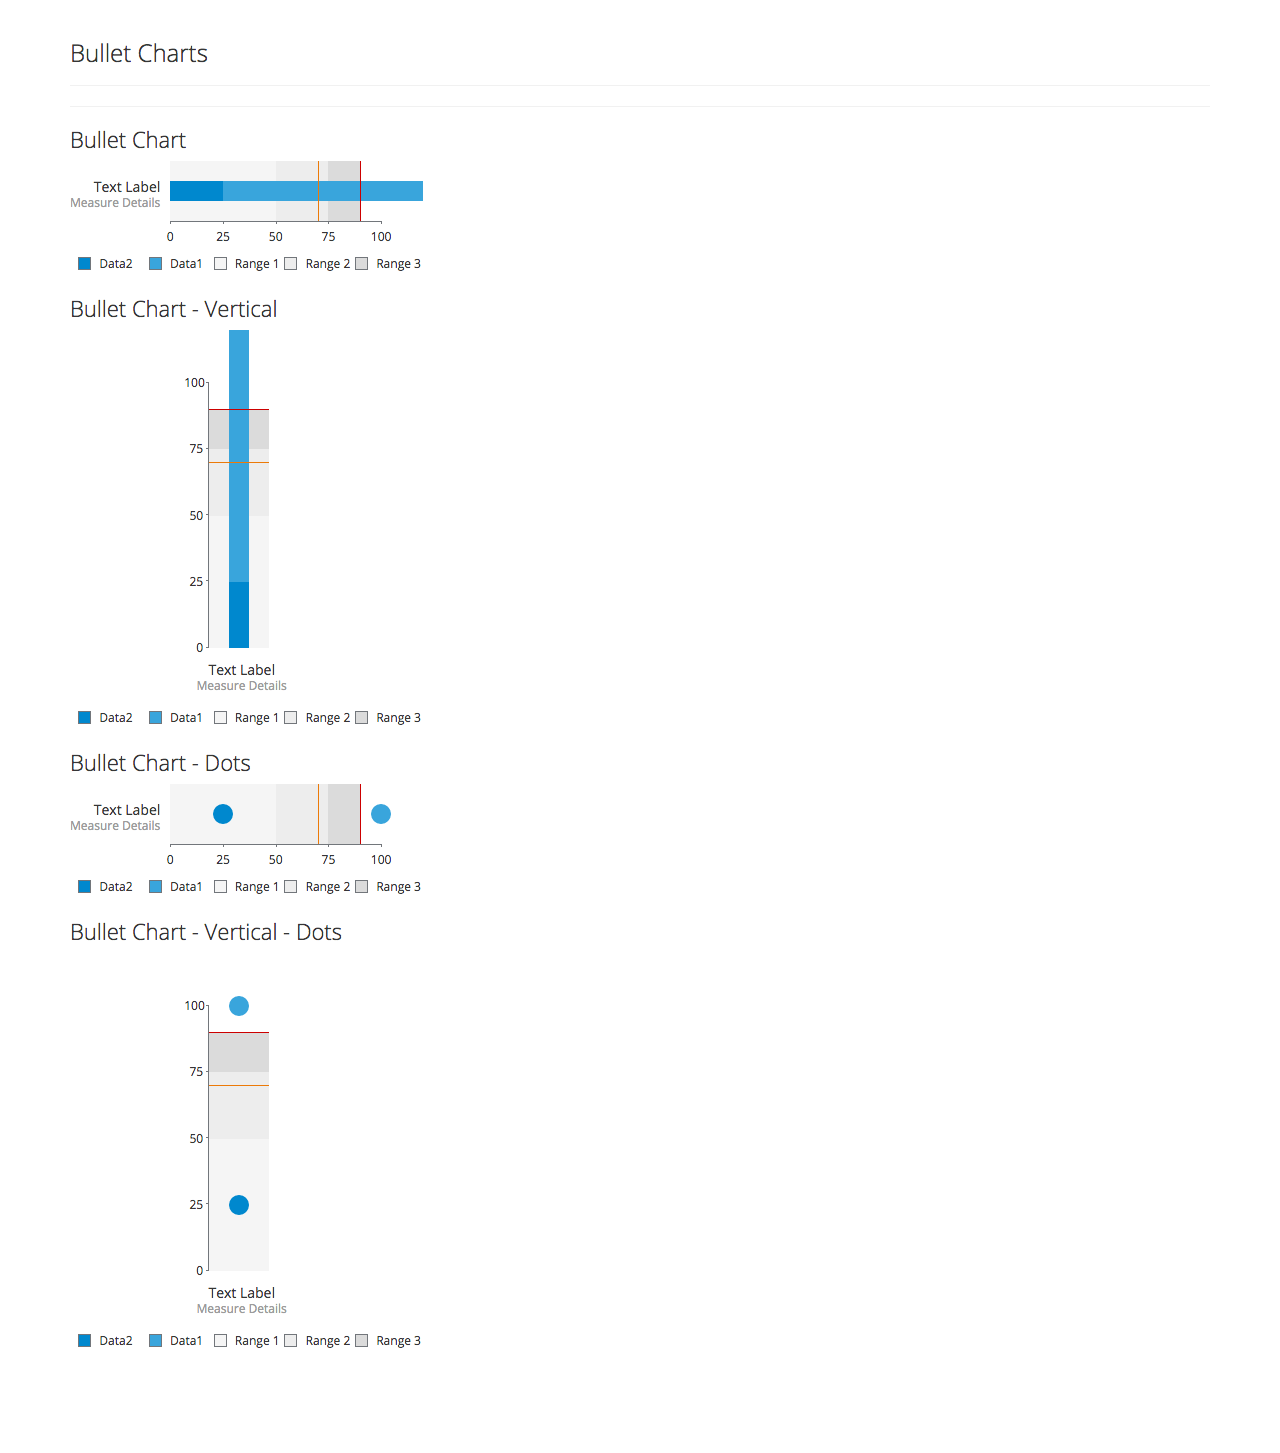 Bullet Charts
Bullet Chart
Text Label
Measure Details
0 25 50 75 100
Data2 Data1 Range 1 Range 2 Range 3
Bullet Chart - Vertical
100
75
50
25
0
Text Label
Measure Details
Data2 Data1 Range 1 Range 2 Range 3
Bullet Chart - Dots
Text Label
Measure Details
0 25 50 75 100
Data2 Data1 Range 1 Range 2 Range 3
Bullet Chart - Vertical - Dots
100
75
50
25
0
Text Label
Measure Details
Data2 Data1 Range 1 Range 2 Range 3